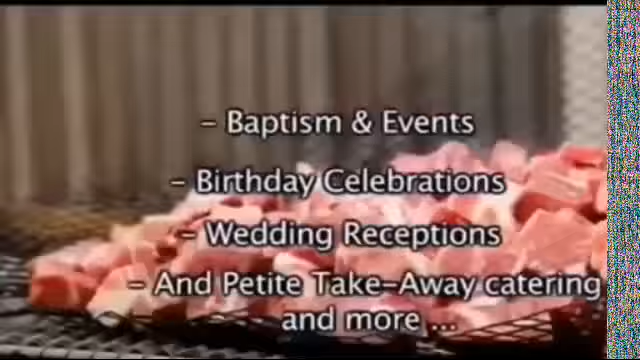 - Baptism & Events
- Birthday Celebrations
- Wedding Receptions
- And Petite Take-Away catering
and more ...